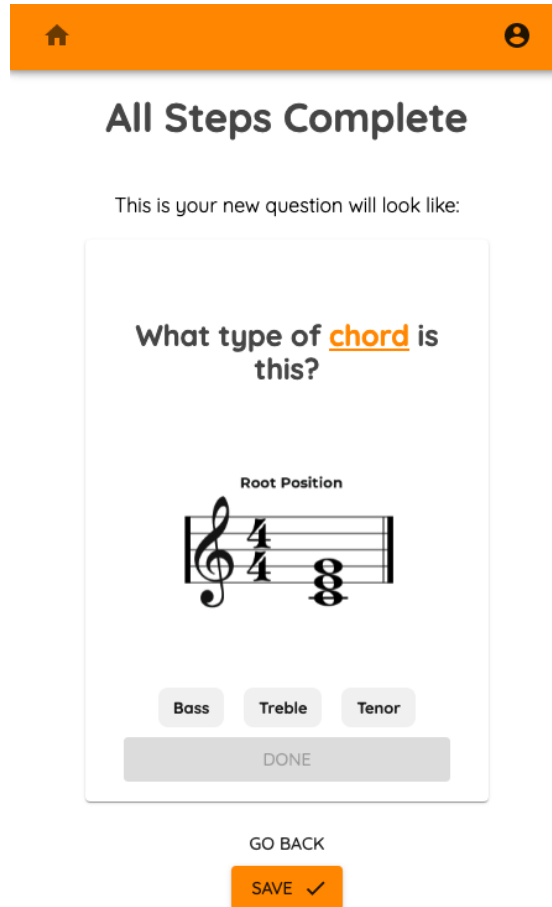 All Steps Complete
This is your new question will look like:
What type of chord is
this?
Root Position
4
4
Bass Treble Tenor
DONE
GO BACK
SAVE